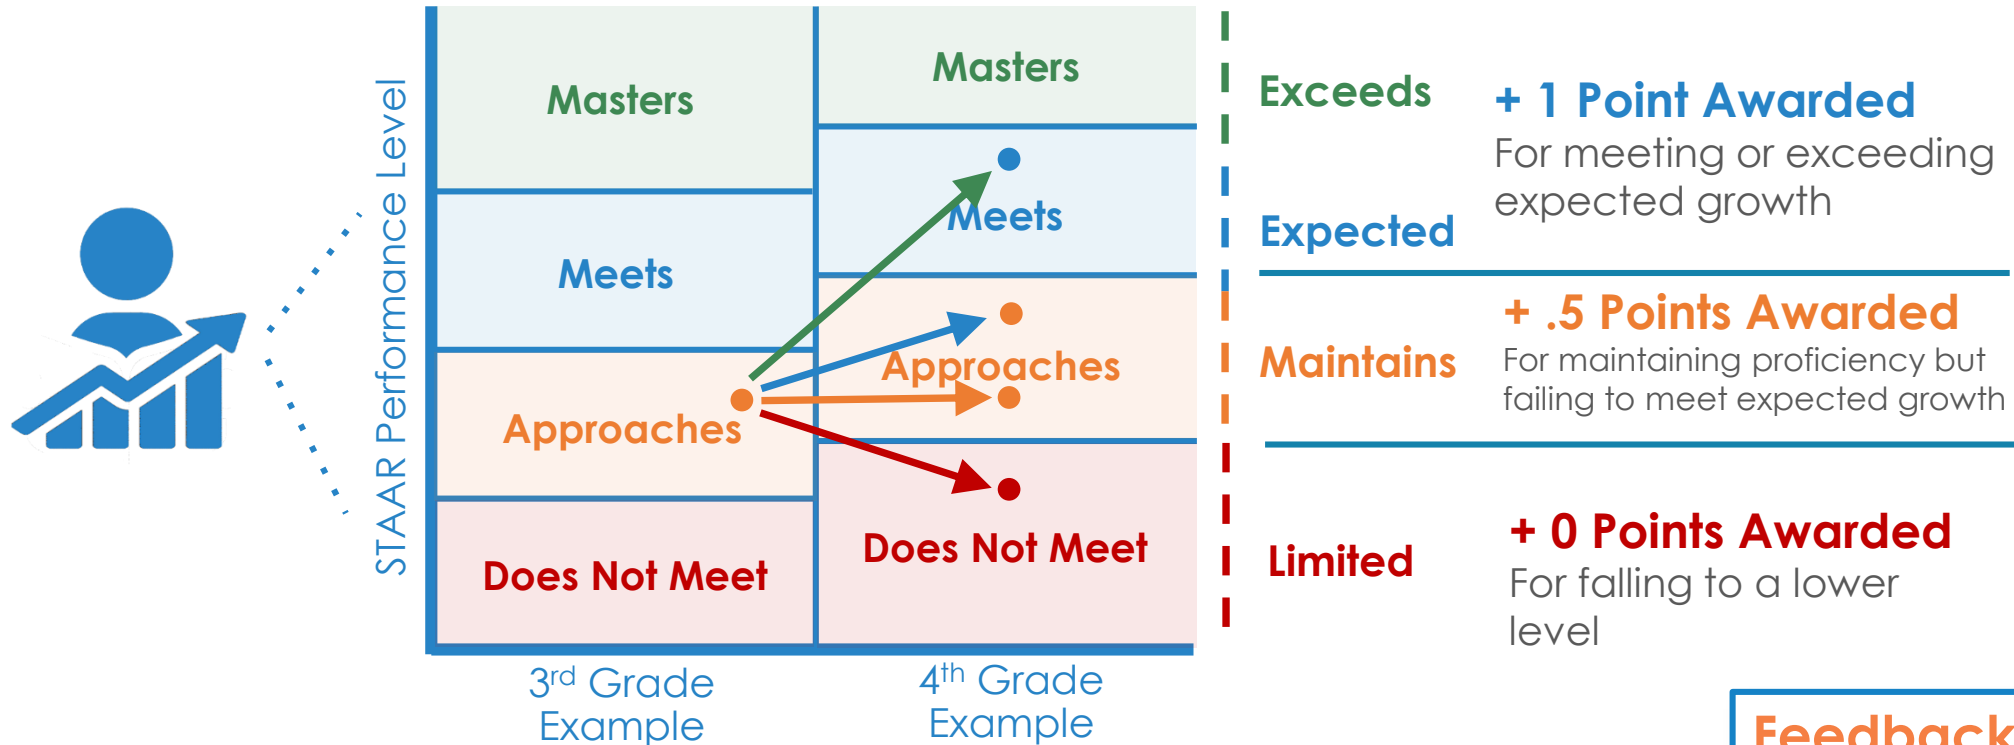 STAAR Performance Level
Masters
Meets
Approaches
Does Not Meet
3rd Grade
Example
Masters
Meets
Approaches
Does Not Meet
4th Grade
Example
Exceeds
Expected
+ 1 Point Awarded
For meeting or exceeding
expected growth
Maintains
+ .5 Points Awarded
For maintaining proficiency but
failing to meet expected growth
Limited
+ 0 Points Awarded
For falling to a lower
level
Feedback